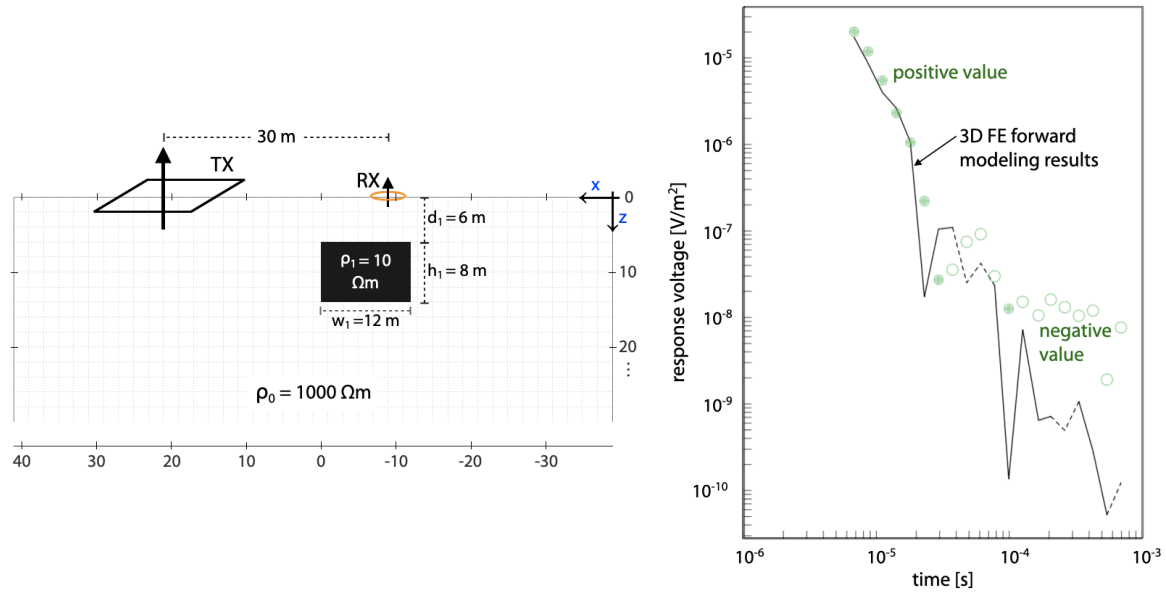 30 m
TX
RX
x
0
z
d₁= 6 m
ρ₁ = 10
Ωm
h₁= 8 m
10
w₁=12 m
20
⋮
ρ₀ = 1000 Ωm
40
30
20
10
0
-10
-20
-30
response voltage [V/m²]
10⁻⁵
10⁻⁶
10⁻⁷
10⁻⁸
10⁻⁹
10⁻¹⁰
positive value
3D FE forward
modeling results
negative
value
10⁻⁶
10⁻⁵
10⁻⁴
10⁻³
time [s]